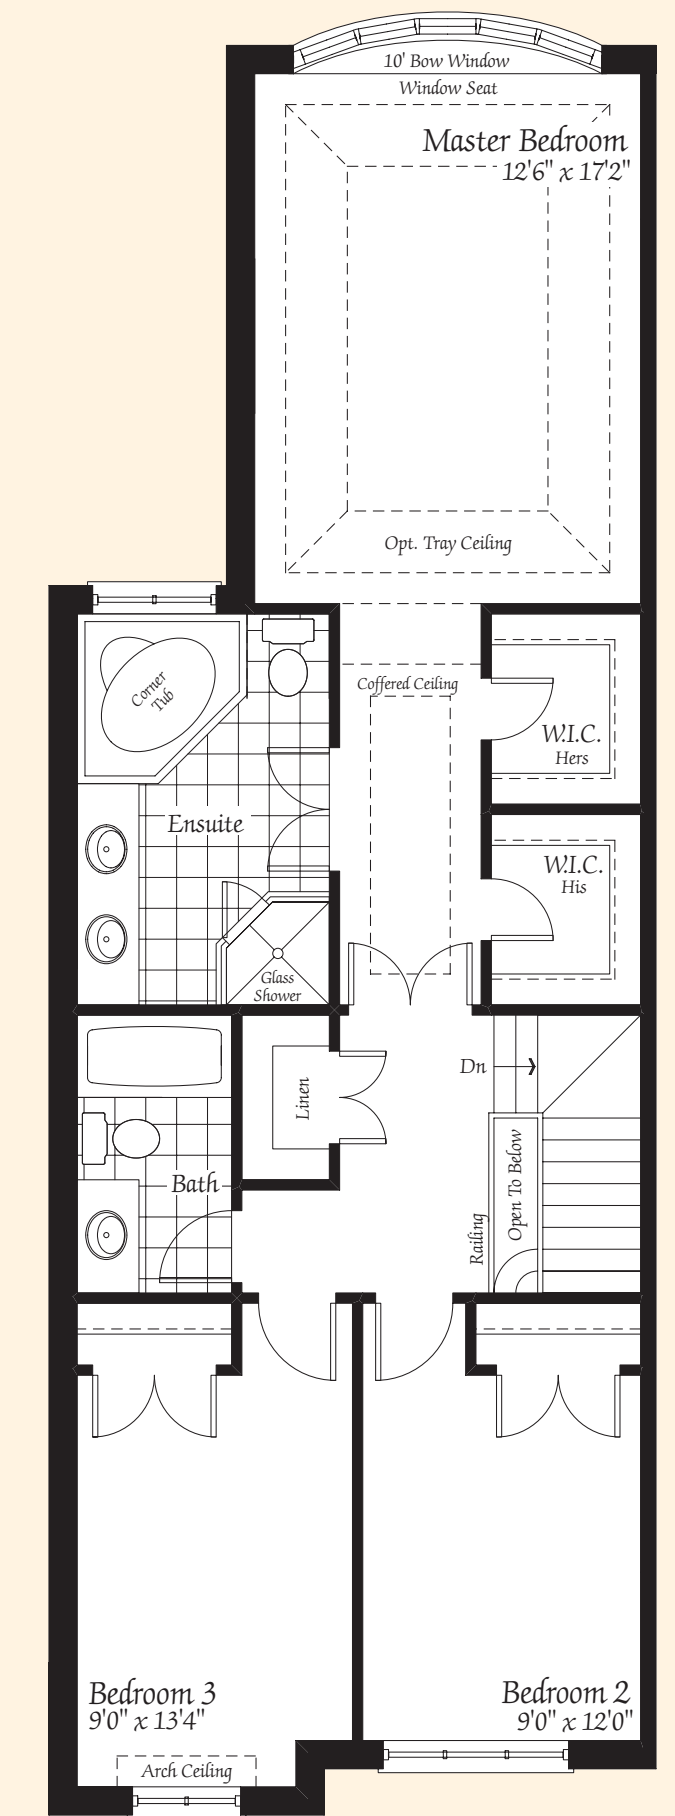 10' Bow Window
Window Seat
Master Bedroom
12'6" x 17'2"
Opt. Tray Ceiling
Coffered Ceiling
Corner
Tub
W.I.C.
Hers
Ensuite
W.I.C.
His
Glass
Shower
Dn
Linen
Open To Below
Railing
Bath
Bedroom 3
9'0" x 13'4"
Bedroom 2
9'0" x 12'0"
Arch Ceiling